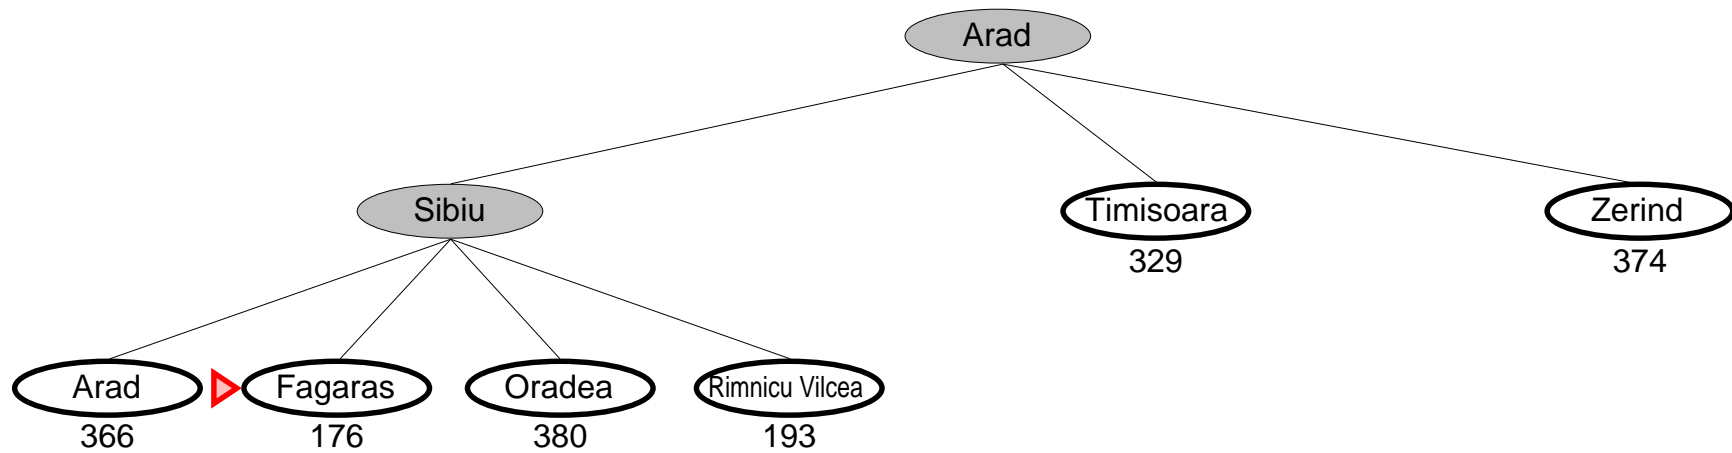 Arad
Sibiu
Timisoara
Zerind
329
374
Arad
Fagaras
Oradea
Rimnicu Vilcea
366
176
380
193